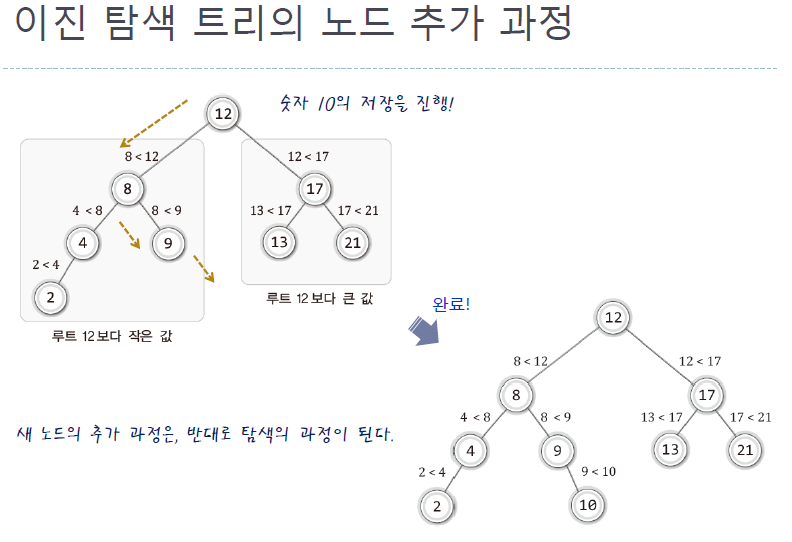 이진 탐색 트리의 노드 추가 과정
숫자 10의 저장을 진행!
12
8 < 12
12 < 17
8
17
4 < 8
8 < 9
13 < 17
17 < 21
4
9
13
21
2 < 4
2
루트 12보다 큰 값
루트 12보다 작은 값
완료!
12
8 < 12
12 < 17
8
17
4 < 8
8 < 9
13 < 17
17 < 21
새 노드의 추가 과정은, 반대로 탐색의 과정이 된다.
4
9
13
21
2 < 4
9 < 10
2
10